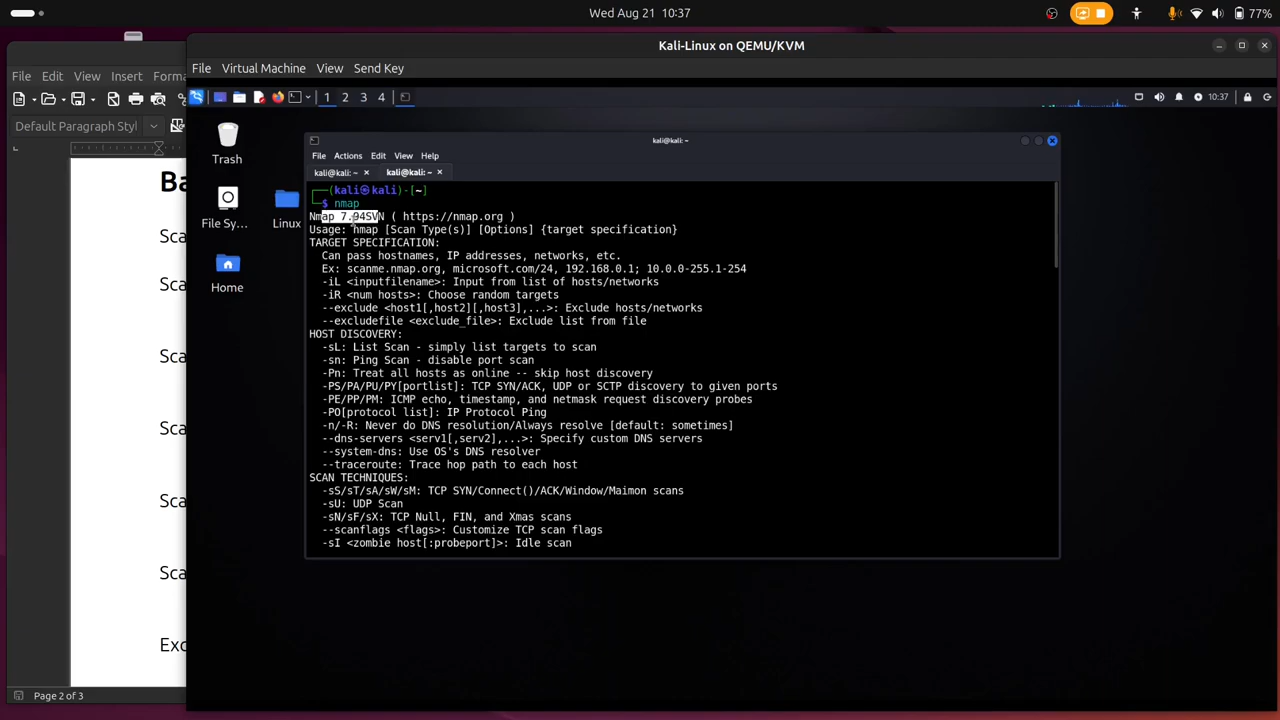 Wed Aug 21 10:37
77%
Kali-Linux on QEMU/KVM
File Edit View Insert Forma
File Virtual Machine View Send Key
1 2 3 4
10:37
Default Paragraph Styl
Trash
File Sy...
Linux
Home
Ba
Sca
Sca
Sca
Sca
Sca
Sca
Exc
Page 2 of 3
kali@kali: ~
File Actions Edit View Help
kali@kali: ~ × kali@kali: ~ ×
┌──(kali㉿kali)-[~]
└─$ nmap
Nmap 7.94SVN ( https://nmap.org )
Usage: nmap [Scan Type(s)] [Options] {target specification}
TARGET SPECIFICATION:
Can pass hostnames, IP addresses, networks, etc.
Ex: scanme.nmap.org, microsoft.com/24, 192.168.0.1; 10.0.0-255.1-254
-iL <inputfilename>: Input from list of hosts/networks
-iR <num hosts>: Choose random targets
--exclude <host1[,host2][,host3],...>: Exclude hosts/networks
--excludefile <exclude_file>: Exclude list from file
HOST DISCOVERY:
-sL: List Scan - simply list targets to scan
-sn: Ping Scan - disable port scan
-Pn: Treat all hosts as online -- skip host discovery
-PS/PA/PU/PY[portlist]: TCP SYN/ACK, UDP or SCTP discovery to given ports
-PE/PP/PM: ICMP echo, timestamp, and netmask request discovery probes
-PO[protocol list]: IP Protocol Ping
-n/-R: Never do DNS resolution/Always resolve [default: sometimes]
--dns-servers <serv1[,serv2],...>: Specify custom DNS servers
--system-dns: Use OS's DNS resolver
--traceroute: Trace hop path to each host
SCAN TECHNIQUES:
-sS/sT/sA/sW/sM: TCP SYN/Connect()/ACK/Window/Maimon scans
-sU: UDP Scan
-sN/sF/sX: TCP Null, FIN, and Xmas scans
--scanflags <flags>: Customize TCP scan flags
-sI <zombie host[:probeport]>: Idle scan